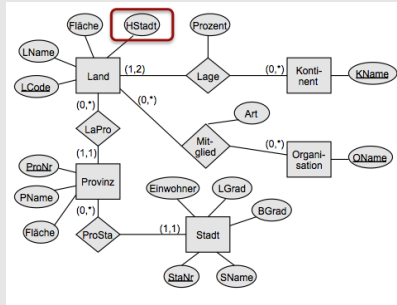 Fläche
HStadt
Prozent
LName
Land
(1,2)
Lage
(0,*)
Konti-
nent
KName
LCode
(0,*)
(0,*)
Art
LaPro
Mit-
glied
(0,*)
Organi-
sation
OName
(1,1)
ProNr
Provinz
PName
Einwohner
LGrad
(0,*)
BGrad
Fläche
ProSta
(1,1)
Stadt
StaNr
SName